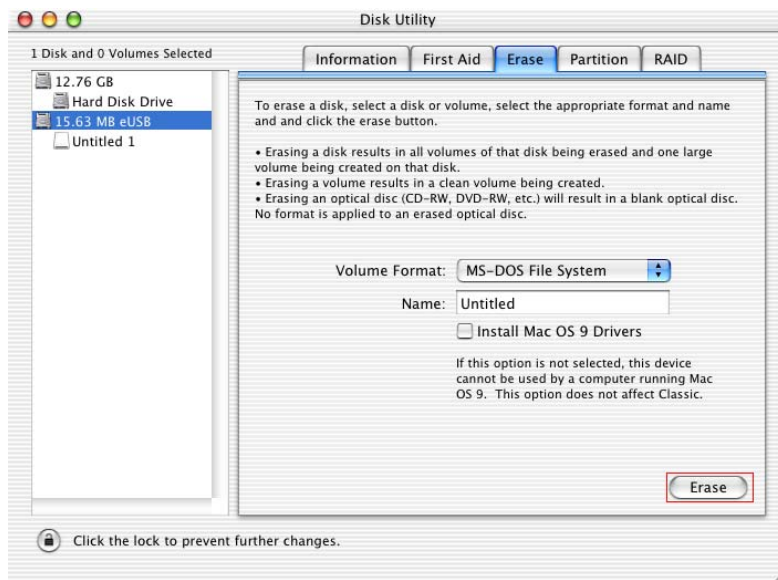 Disk Utility
1 Disk and 0 Volumes Selected
12.76 GB
Hard Disk Drive
15.63 MB eUSB
Untitled 1
Information
First Aid
Erase
Partition
RAID
To erase a disk, select a disk or volume, select the appropriate format and name
and and click the erase button.
• Erasing a disk results in all volumes of that disk being erased and one large
volume being created on that disk.
• Erasing a volume results in a clean volume being created.
• Erasing an optical disc (CD-RW, DVD-RW, etc.) will result in a blank optical disc.
No format is applied to an erased optical disc.
Volume Format: MS-DOS File System
Name: Untitled
Install Mac OS 9 Drivers
If this option is not selected, this device
cannot be used by a computer running Mac
OS 9. This option does not affect Classic.
Erase
Click the lock to prevent further changes.